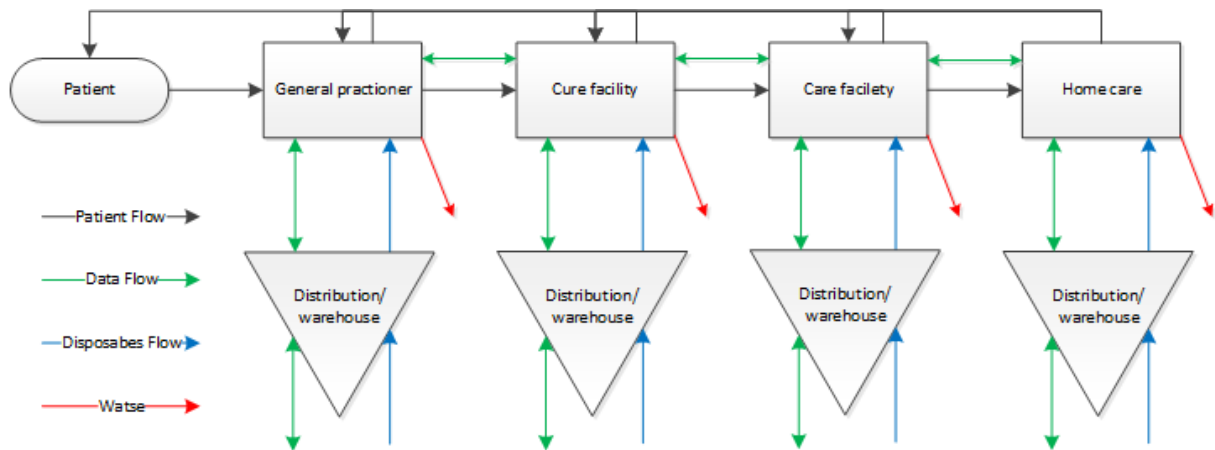 Patient
General practioner
Cure facility
Care facilety
Home care
Patient Flow
Data Flow
Disposabes Flow
Watse
Distribution/
warehouse
Distribution/
warehouse
Distribution/
warehouse
Distribution/
warehouse